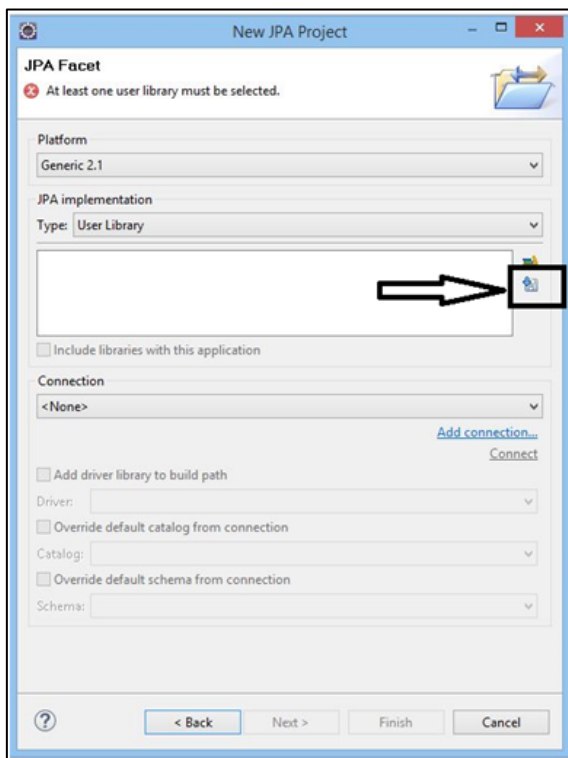 New JPA Project
JPA Facet
At least one user library must be selected.
Platform
Generic 2.1
JPA implementation
Type: User Library
Include libraries with this application
Connection
<None>
Add connection...
Connect
Add driver library to build path
Driver:
Override default catalog from connection
Catalog:
Override default schema from connection
Schema:
< Back Next > Finish Cancel